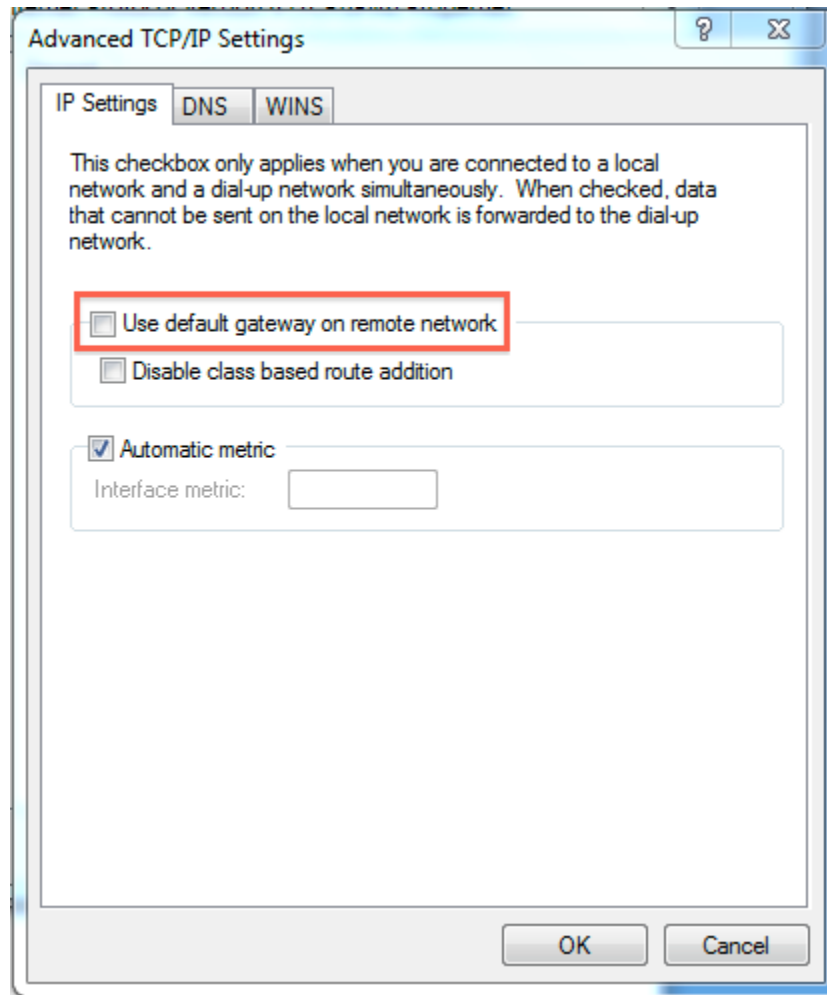 Advanced TCP/IP Settings
IP Settings DNS WINS
This checkbox only applies when you are connected to a local
network and a dial-up network simultaneously. When checked, data
that cannot be sent on the local network is forwarded to the dial-up
network.
Use default gateway on remote network
Disable class based route addition
Automatic metric
Interface metric:
OK Cancel